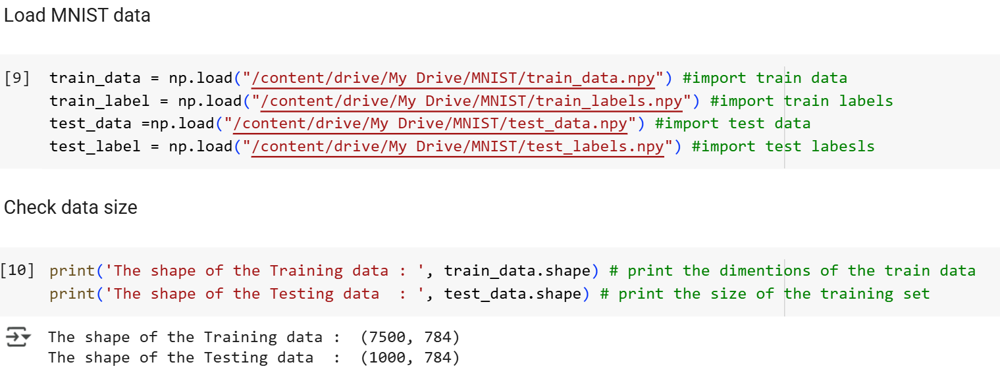 Load MNIST data
[9] train_data = np.load("/content/drive/My Drive/MNIST/train_data.npy") #import train data
train_label = np.load("/content/drive/My Drive/MNIST/train_labels.npy") #import train labels
test_data =np.load("/content/drive/My Drive/MNIST/test_data.npy") #import test data
test_label = np.load("/content/drive/My Drive/MNIST/test_labels.npy") #import test labesls
Check data size
[10] print('The shape of the Training data : ', train_data.shape) # print the dimentions of the train data
print('The shape of the Testing data  : ', test_data.shape) # print the size of the training set
The shape of the Training data :  (7500, 784)
The shape of the Testing data  :  (1000, 784)